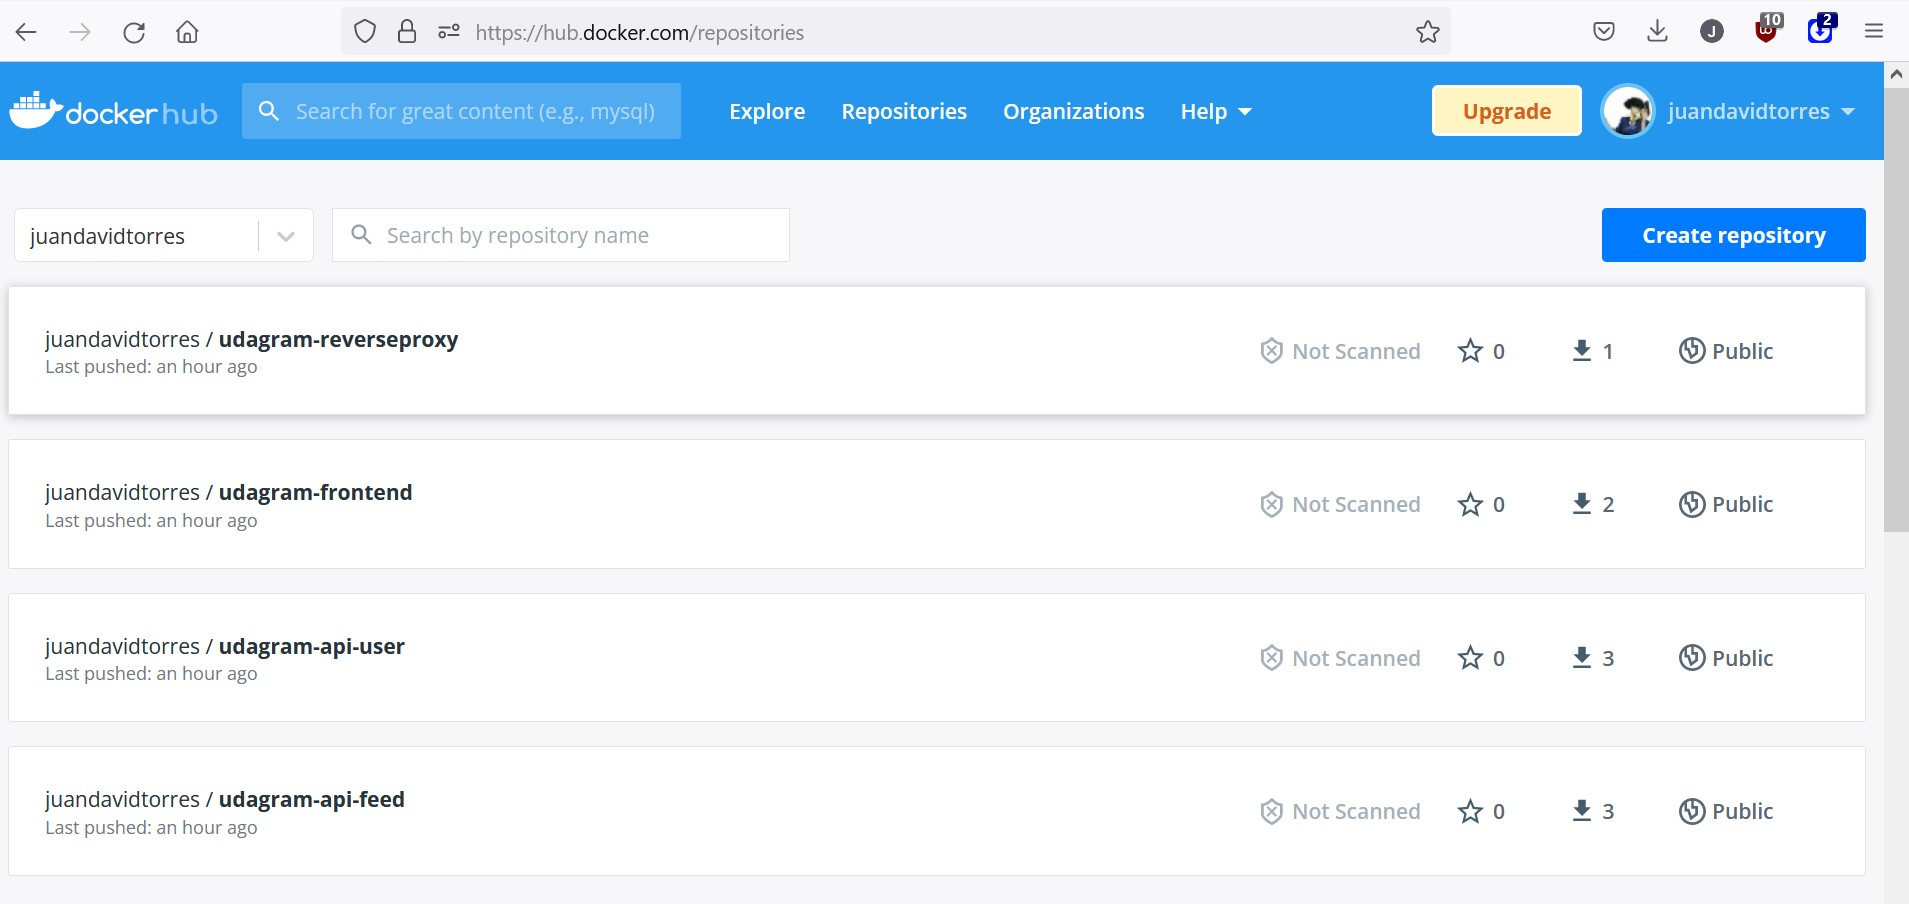 https://hub.docker.com/repositories
J
10
2
docker hub
Search for great content (e.g., mysql)
Explore
Repositories
Organizations
Help
Upgrade
juandavidtorres
juandavidtorres
Search by repository name
Create repository
juandavidtorres / udagram-reverseproxy
Last pushed: an hour ago
Not Scanned
0
1
Public
juandavidtorres / udagram-frontend
Last pushed: an hour ago
Not Scanned
0
2
Public
juandavidtorres / udagram-api-user
Last pushed: an hour ago
Not Scanned
0
3
Public
juandavidtorres / udagram-api-feed
Last pushed: an hour ago
Not Scanned
0
3
Public